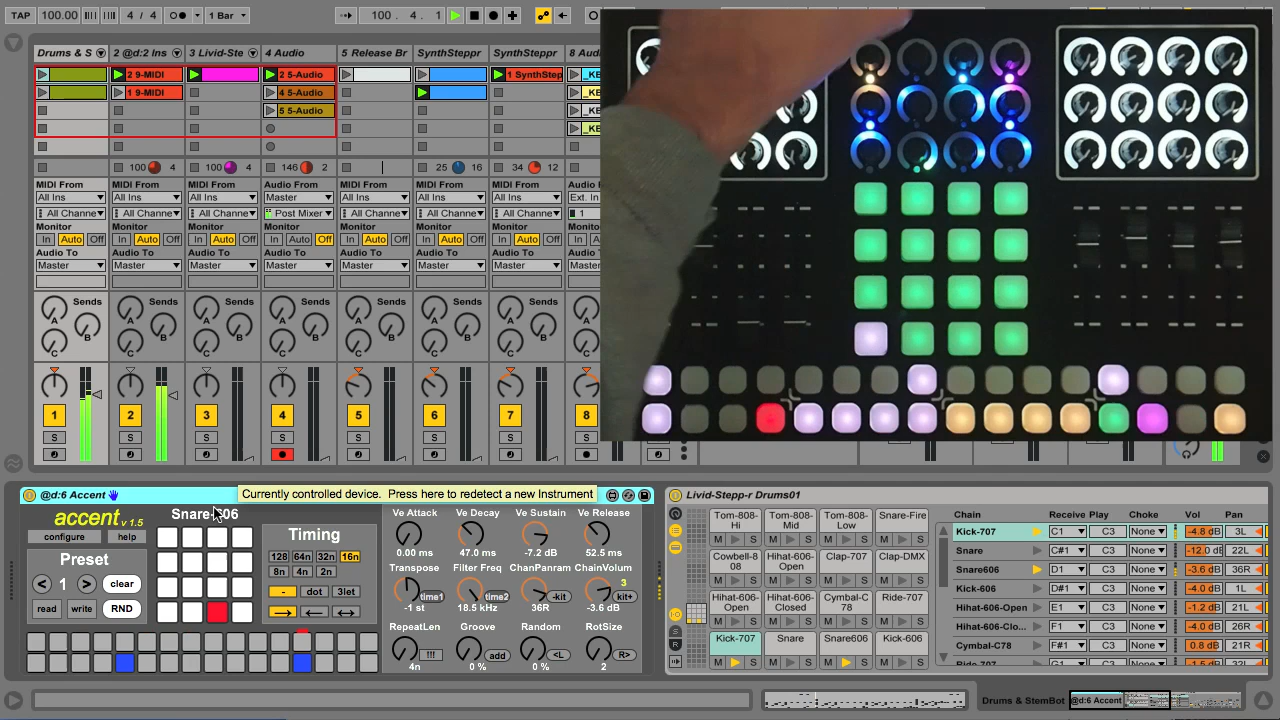 TAP 100.00 4 / 4 1 Bar 100 . 4 . 1
Drums & S 2 @d:2 Ins 3 Livid-Ste 4 Audio 5 Release Br SynthSteppr SynthSteppr 8 Aud
2 9-MIDI 2 5-Audio 1 SynthStep
1 9-MIDI 4 5-Audio
5 5-Audio
100 4 100 4 146 2 25 16 34 12
MIDI From MIDI From MIDI From Audio From MIDI From MIDI From MIDI From Audio F
All Ins All Ins All Ins Master All Ins All Ins All Ins Ext. In
All Channe All Channe All Channe Post Mixer All Channe All Channe All Channe 1
Monitor Monitor Monitor Monitor Monitor Monitor Monitor Monitor
In Auto Off In Auto Off In Auto Off In Auto Off In Auto Off In Auto Off In Auto Off In Auto
Audio To Audio To Audio To Audio To Audio To Audio To Audio To Audio To
Master Master Master Master Master Master Master Master
Sends Sends Sends Sends Sends Sends Sends
A B A B A B A B A B A B A B A
C C C C C C C C
1 2 3 4 5 6 7 8
S S S S S S S S
@d:6 Accent
Currently controlled device. Press here to redetect a new Instrument
accent v 1.5
configure help
Preset
< 1 > clear
read write RND
Timing
128 64n 32n 16n
8n 4n 2n
- dot 3let
Ve Attack Ve Decay Ve Sustain Ve Release
0.00 ms 47.0 ms -7.2 dB 52.5 ms
Transpose Filter Freq ChanPanram ChainVolum
time1 time2 -kit 3 kit+
-1 st 18.5 kHz 36R -3.6 dB
RepeatLen Groove Random RotSize
!!! add <L R>
4n 0 % 0 % 2
Livid-Stepp-r Drums01
Tom-808-Hi Tom-808-Mid Tom-808-Low Snare-Fire
M S M S M S M S
Cowbell-808 Hihat-606-Open Clap-707 Clap-DMX
M S M S M S M S
Hihat-606-Open Hihat-606-Closed Cymbal-C78 Ride-707
M S M S M S M S
Kick-707 Snare Snare606 Kick-606
M S M S M S M S
Chain Receive Play Choke Vol Pan
Kick-707 C1 C3 None -4.8 dB 3L
Snare C#1 C3 None -12.0 dB 22L
Snare606 D1 C3 None -3.6 dB 36R
Kick-606 D#1 C3 None -4.0 dB 1L
Hihat-606-Open E1 C3 None -1.2 dB 21L
Hihat-606-Clo... F1 C3 None -4.0 dB 26R
Cymbal-C78 F#1 C3 None 0.8 dB 21R
Drums & StemBot @d:6 Accent